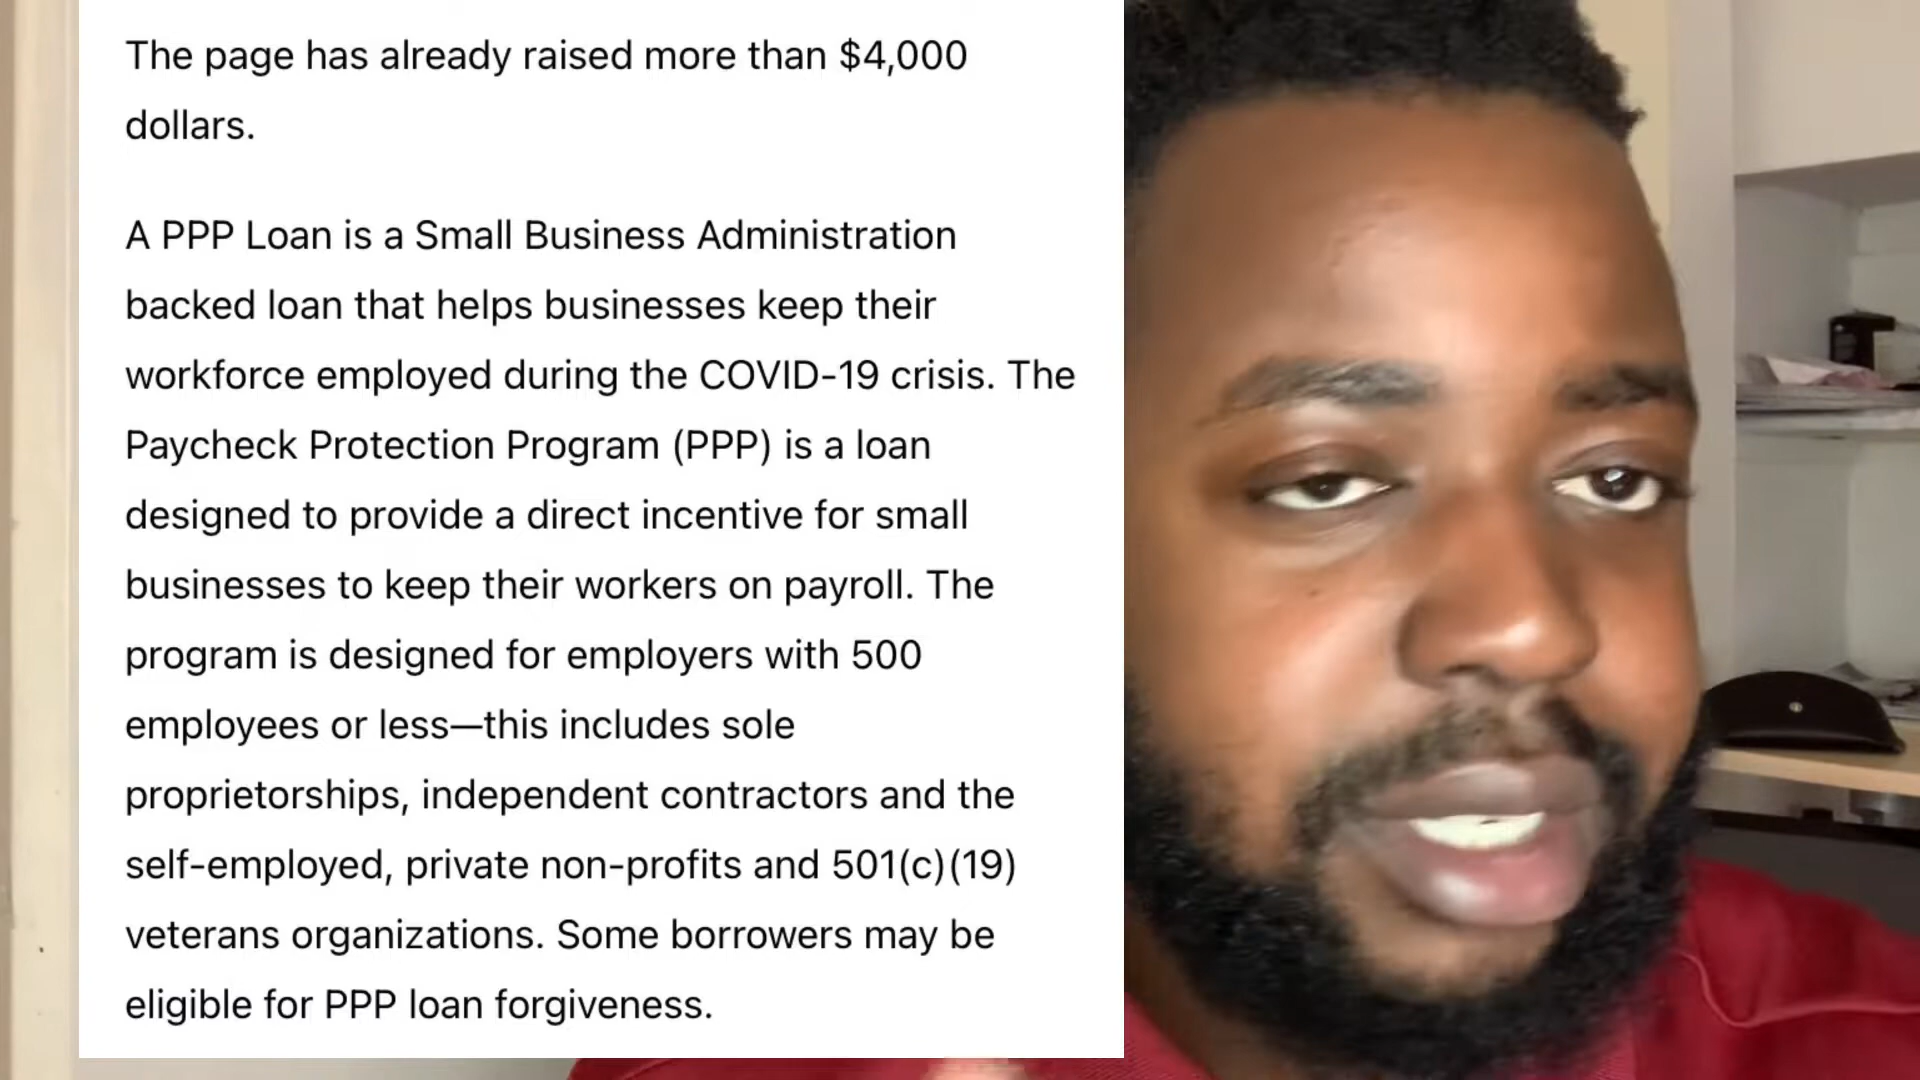 The page has already raised more than $4,000
dollars.
A PPP Loan is a Small Business Administration
backed loan that helps businesses keep their
workforce employed during the COVID-19 crisis. The
Paycheck Protection Program (PPP) is a loan
designed to provide a direct incentive for small
businesses to keep their workers on payroll. The
program is designed for employers with 500
employees or less—this includes sole
proprietorships, independent contractors and the
self-employed, private non-profits and 501(c)(19)
veterans organizations. Some borrowers may be
eligible for PPP loan forgiveness.